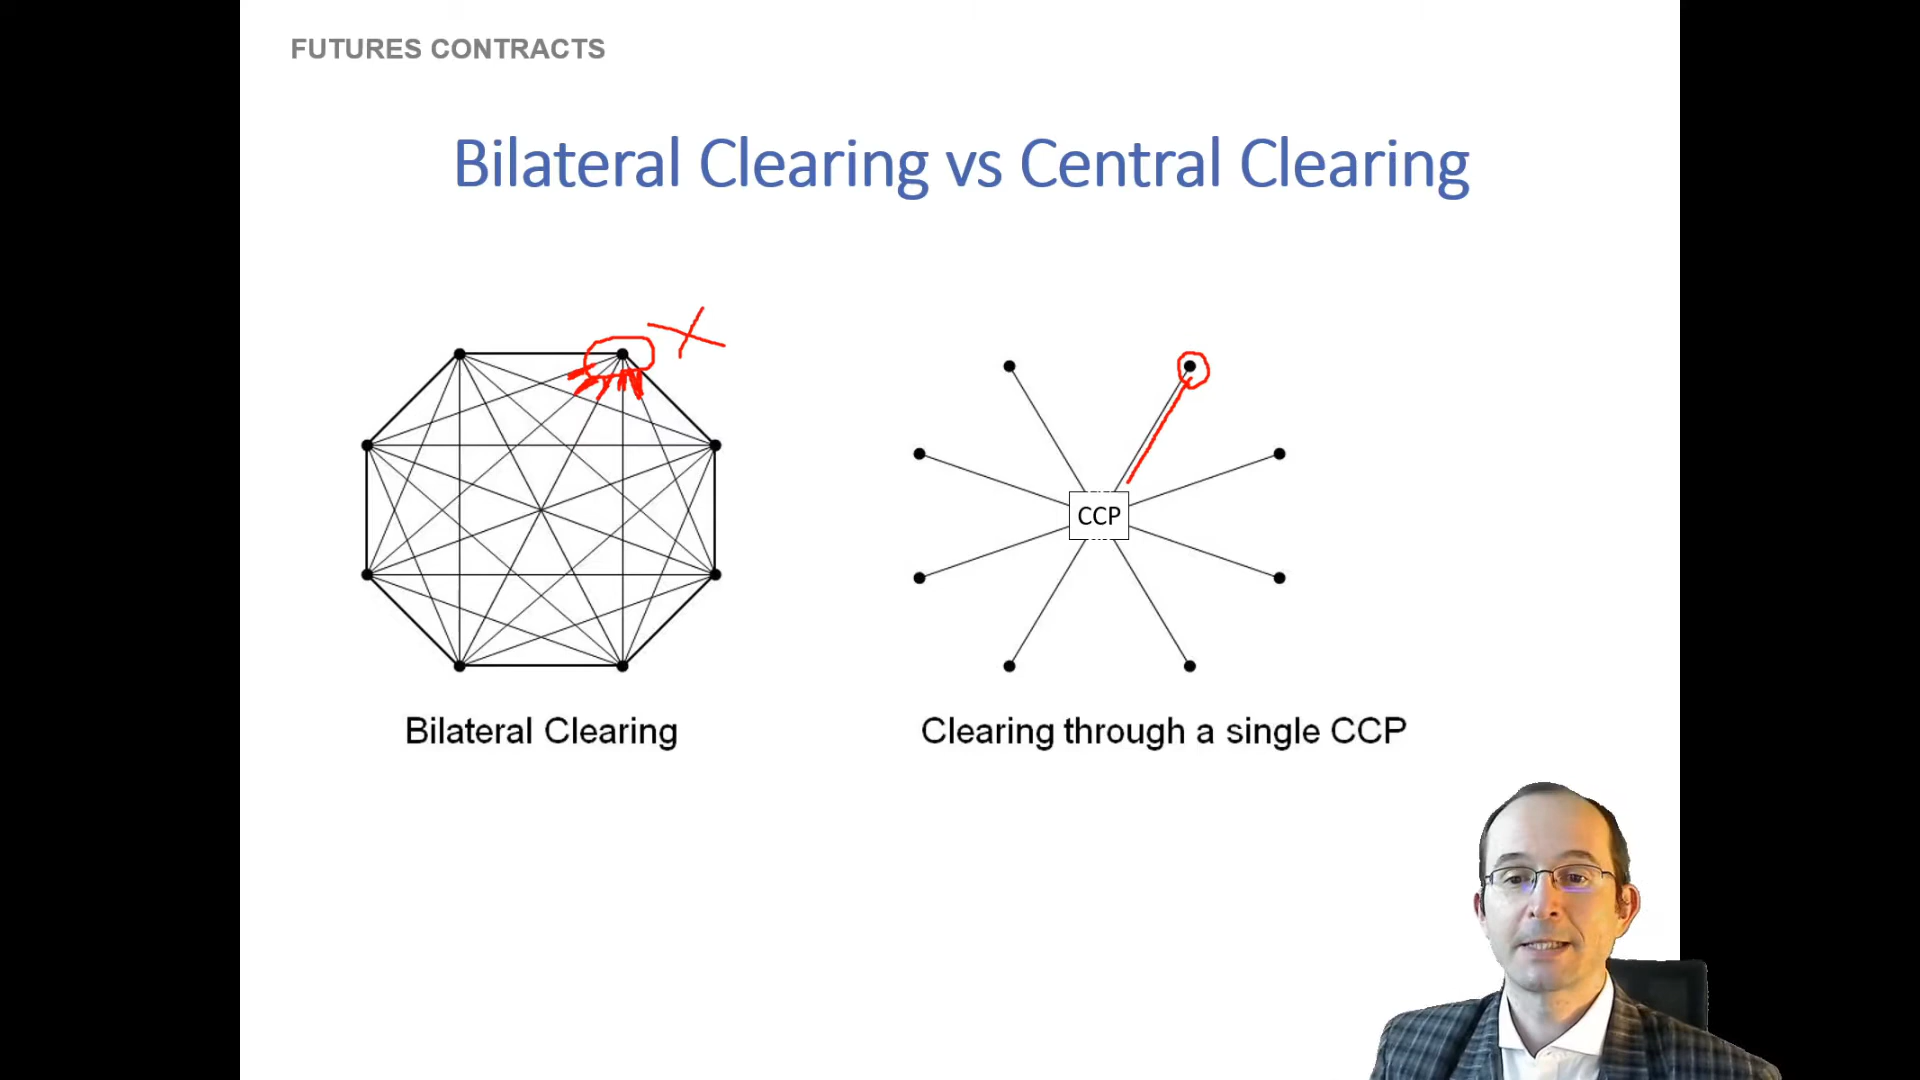 FUTURES CONTRACTS
Bilateral Clearing vs Central Clearing
CCP
Bilateral Clearing
Clearing through a single CCP